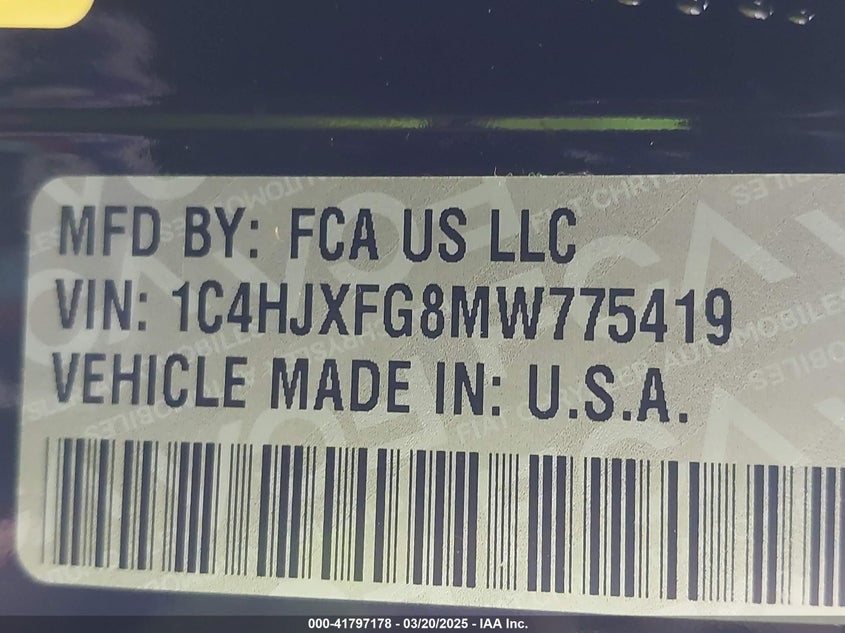 MFD BY: FCA US LLC
VIN: 1C4HJXFG8MW775419
VEHICLE MADE IN: U.S.A.
000-41797178 - 03/20/2025 - IAA Inc.